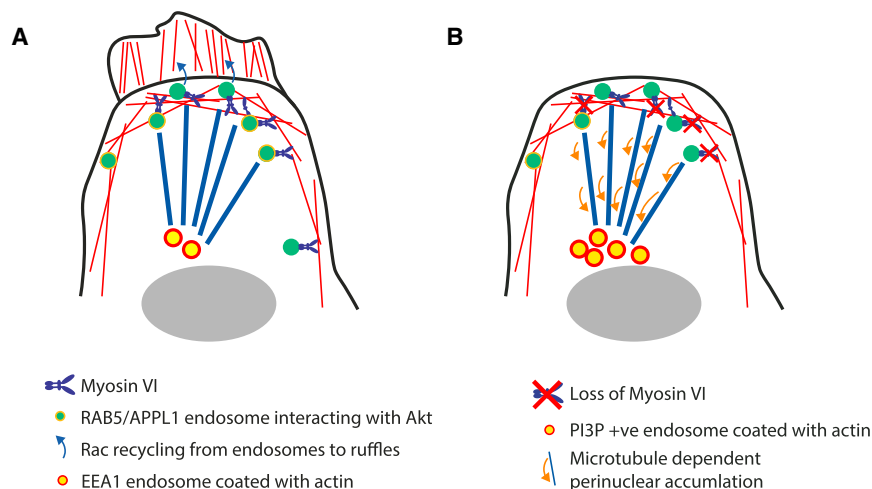 A
B
Myosin VI
RAB5/APPL1 endosome interacting with Akt
Rac recycling from endosomes to ruffles
EEA1 endosome coated with actin
Loss of Myosin VI
PI3P +ve endosome coated with actin
Microtubule dependent
perinuclear accumlation